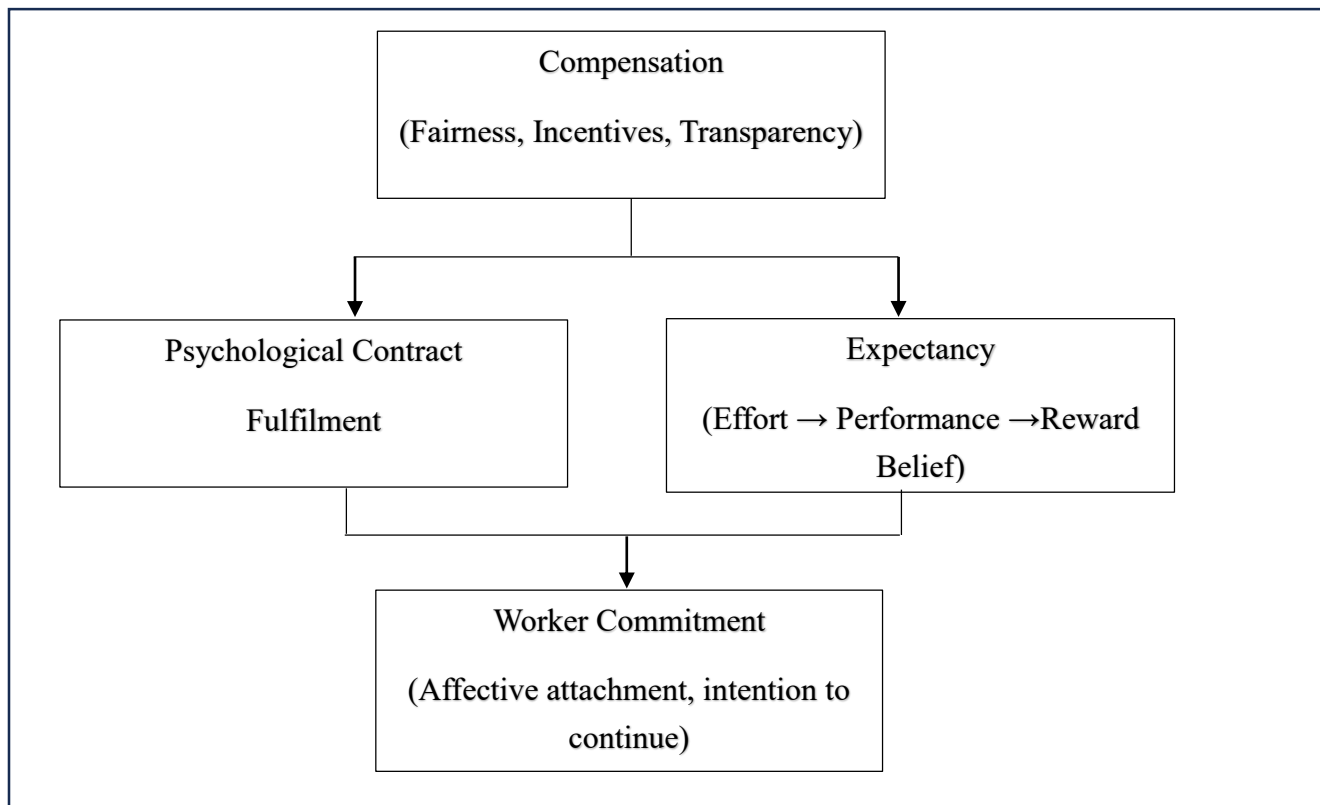 Compensation
(Fairness, Incentives, Transparency)
Psychological Contract
Fulfilment
Expectancy
(Effort → Performance →Reward
Belief)
Worker Commitment
(Affective attachment, intention to
continue)